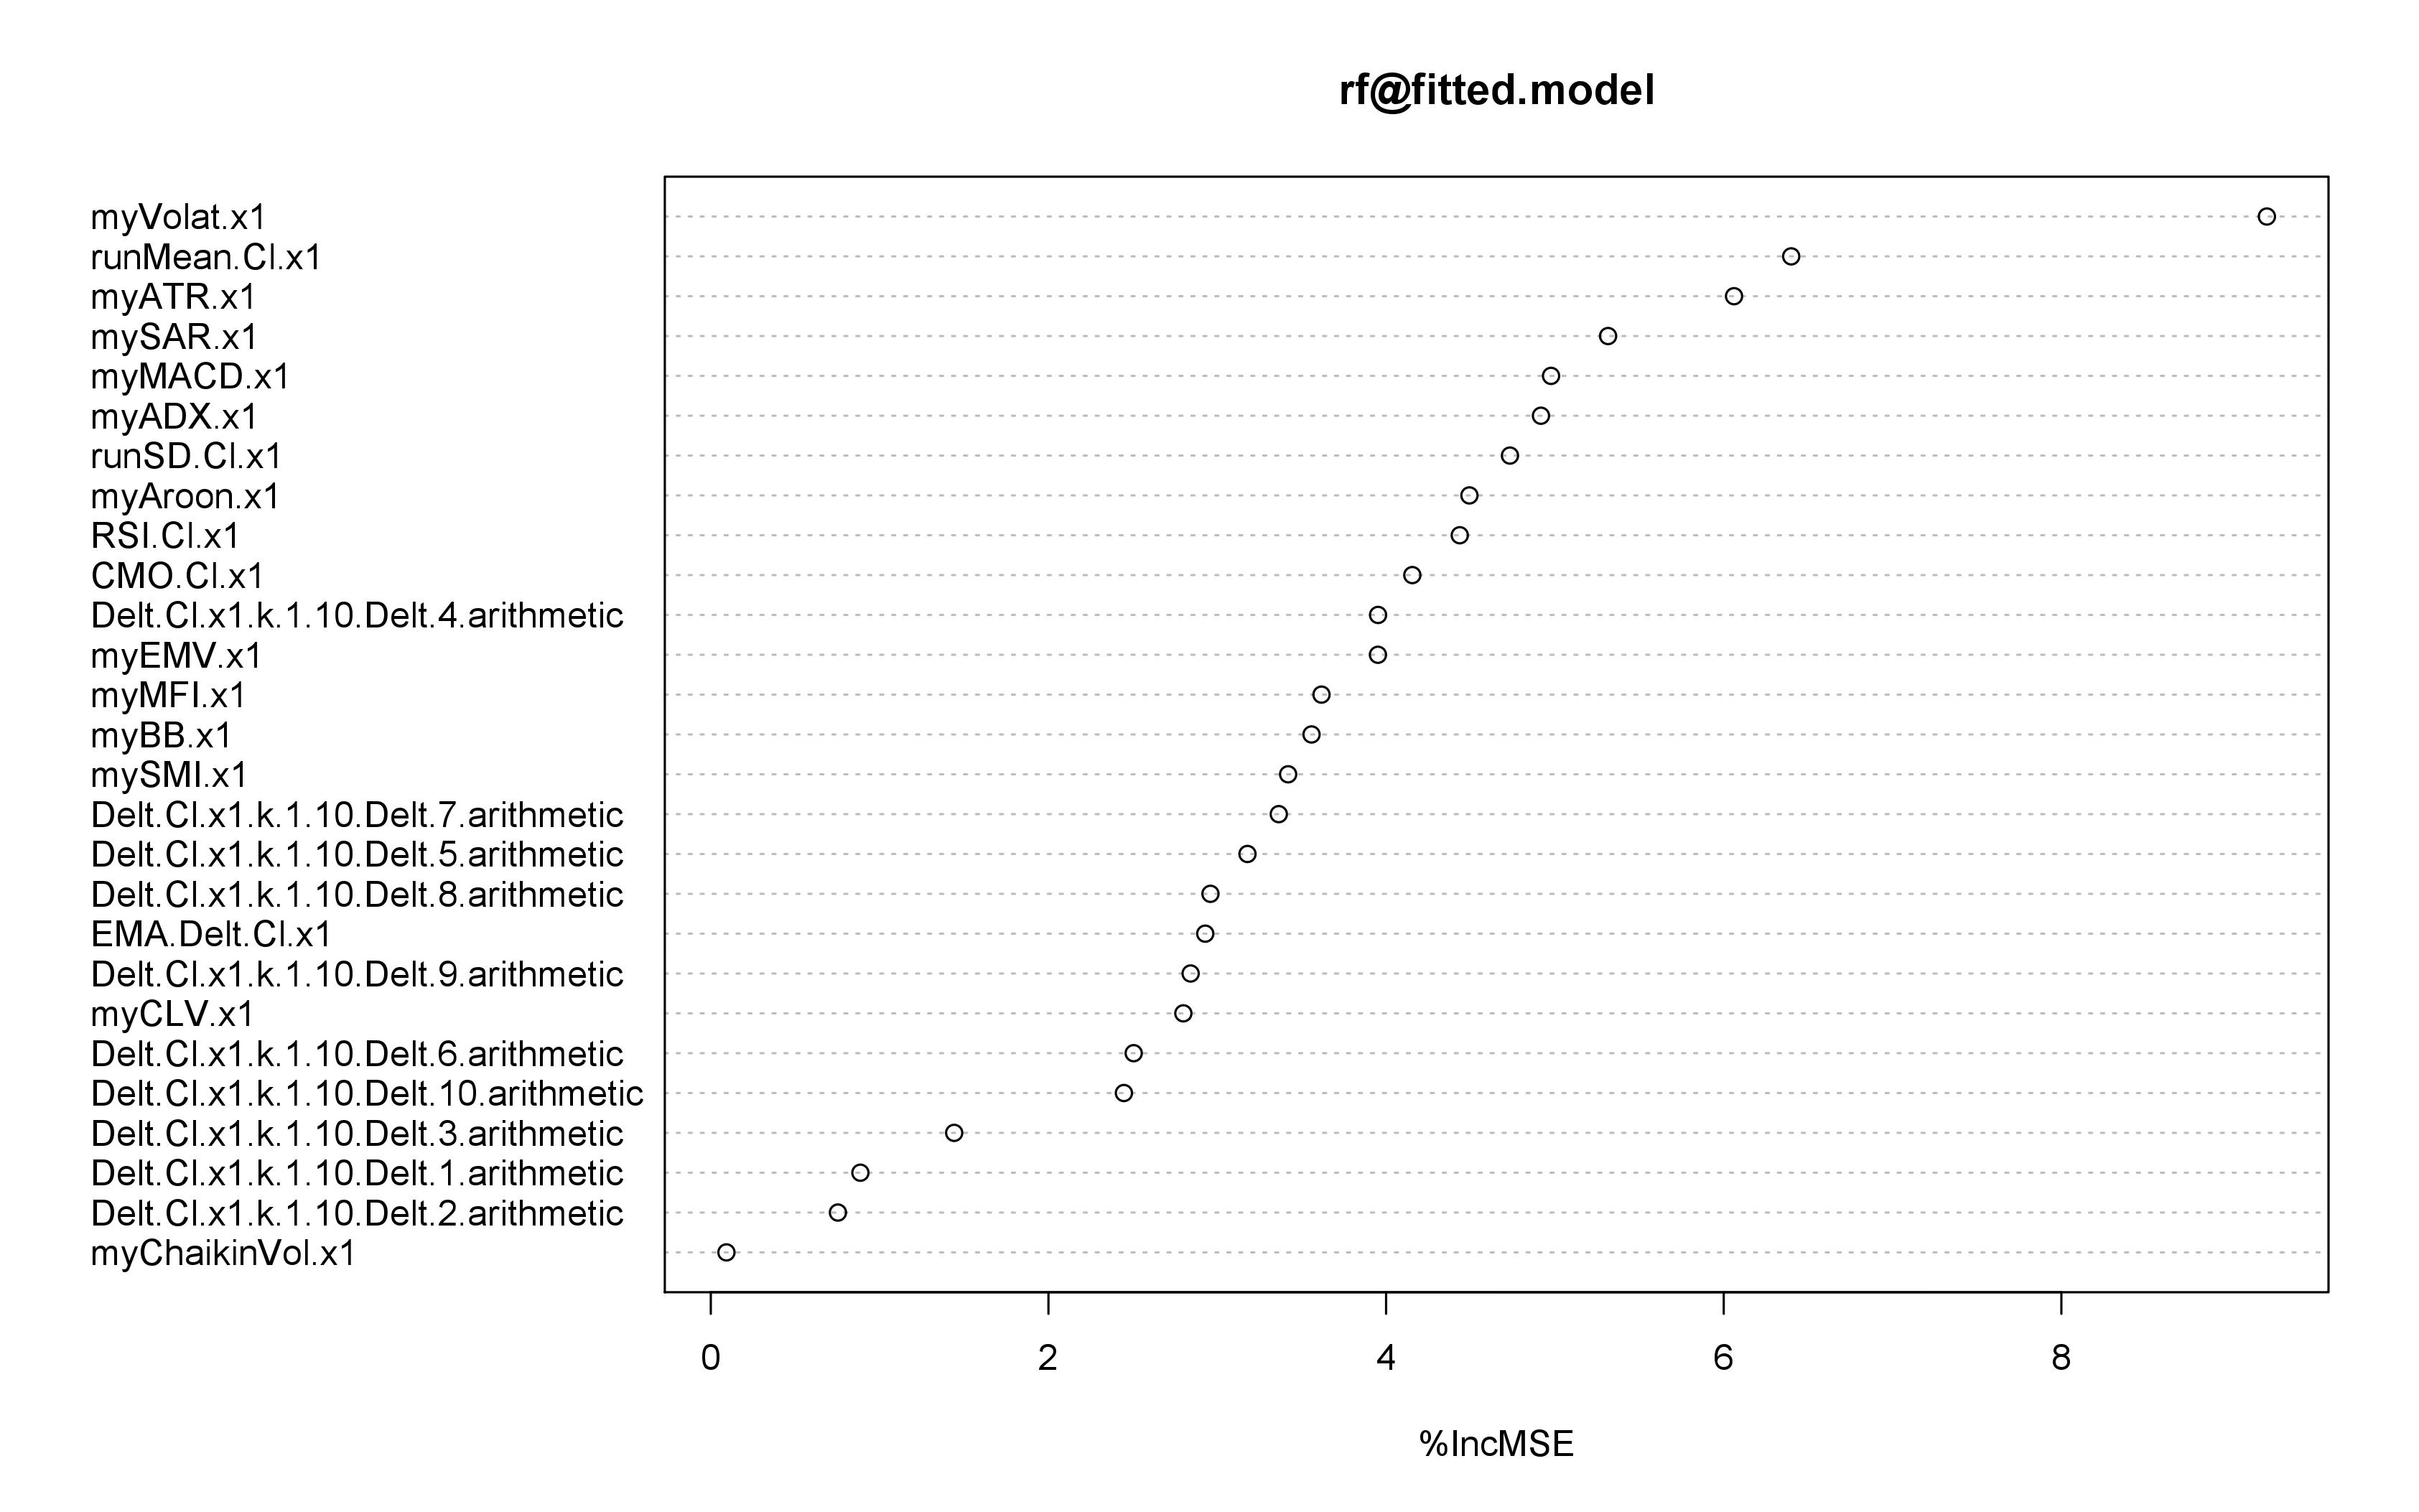 rf@fitted.model
myVolat.x1
runMean.Cl.x1
myATR.x1
mySAR.x1
myMACD.x1
myADX.x1
runSD.Cl.x1
myAroon.x1
RSI.Cl.x1
CMO.Cl.x1
Delt.Cl.x1.k.1.10.Delt.4.arithmetic
myEMV.x1
myMFI.x1
myBB.x1
mySMI.x1
Delt.Cl.x1.k.1.10.Delt.7.arithmetic
Delt.Cl.x1.k.1.10.Delt.5.arithmetic
Delt.Cl.x1.k.1.10.Delt.8.arithmetic
EMA.Delt.Cl.x1
Delt.Cl.x1.k.1.10.Delt.9.arithmetic
myCLV.x1
Delt.Cl.x1.k.1.10.Delt.6.arithmetic
Delt.Cl.x1.k.1.10.Delt.10.arithmetic
Delt.Cl.x1.k.1.10.Delt.3.arithmetic
Delt.Cl.x1.k.1.10.Delt.1.arithmetic
Delt.Cl.x1.k.1.10.Delt.2.arithmetic
myChaikinVol.x1
0 2 4 6 8
%IncMSE